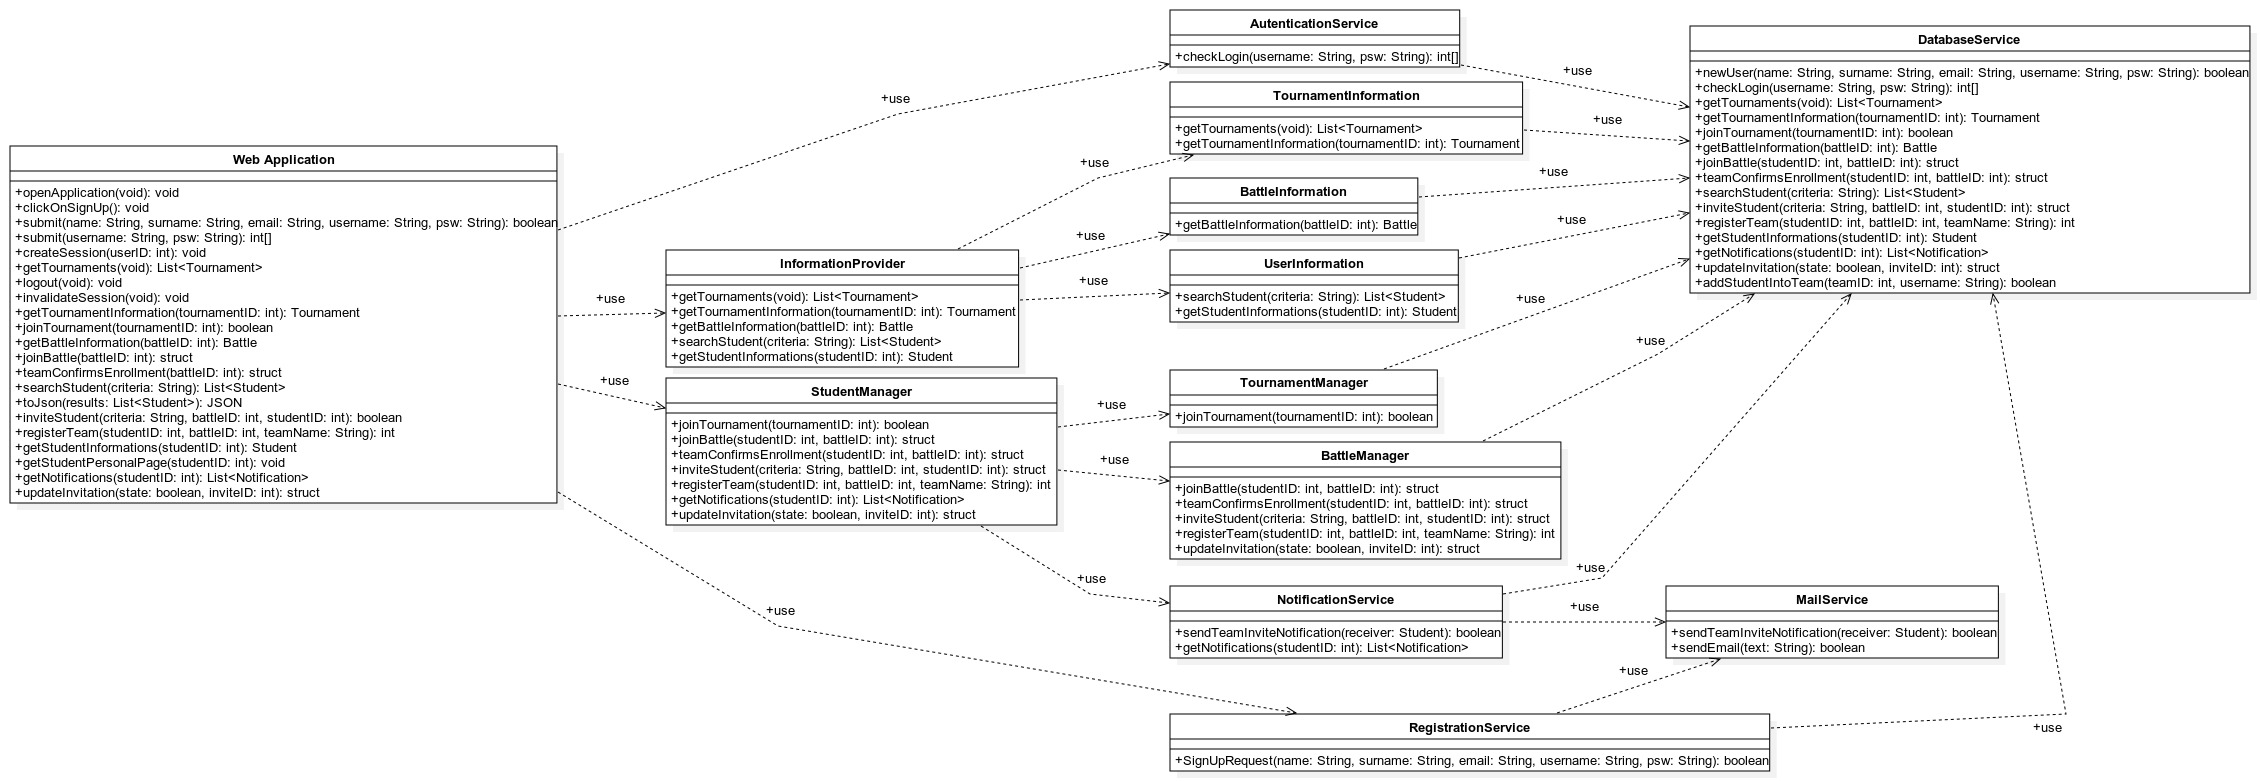 Web Application
+openApplication(void): void
+clickOnSignUp(): void
+submit(name: String, surname: String, email: String, username: String, psw: String): boolean
+submit(username: String, psw: String): int[]
+createSession(userID: int): void
+getTournaments(void): List<Tournament>
+logout(void): void
+invalidateSession(void): void
+getTournamentInformation(tournamentID: int): Tournament
+joinTournament(tournamentID: int): boolean
+getBattleInformation(battleID: int): Battle
+joinBattle(battleID: int): struct
+teamConfirmsEnrollment(battleID: int): struct
+searchStudent(criteria: String): List<Student>
+toJson(results: List<Student>): JSON
+inviteStudent(criteria: String, battleID: int, studentID: int): boolean
+registerTeam(studentID: int, battleID: int, teamName: String): int
+getStudentInformations(studentID: int): Student
+getStudentPersonalPage(studentID: int): void
+getNotifications(studentID: int): List<Notification>
+updateInvitation(state: boolean, inviteID: int): struct
+use
+use
+use
+use
InformationProvider
+getTournaments(void): List<Tournament>
+getTournamentInformation(tournamentID: int): Tournament
+getBattleInformation(battleID: int): Battle
+searchStudent(criteria: String): List<Student>
+getStudentInformations(studentID: int): Student
StudentManager
+joinTournament(tournamentID: int): boolean
+joinBattle(studentID: int, battleID: int): struct
+teamConfirmsEnrollment(studentID: int, battleID: int): struct
+inviteStudent(criteria: String, battleID: int, studentID: int): struct
+registerTeam(studentID: int, battleID: int, teamName: String): int
+getNotifications(studentID: int): List<Notification>
+updateInvitation(state: boolean, inviteID: int): struct
+use
+use
+use
+use
+use
+use
AutenticationService
+checkLogin(username: String, psw: String): int[]
TournamentInformation
+getTournaments(void): List<Tournament>
+getTournamentInformation(tournamentID: int): Tournament
BattleInformation
+getBattleInformation(battleID: int): Battle
UserInformation
+searchStudent(criteria: String): List<Student>
+getStudentInformations(studentID: int): Student
TournamentManager
+joinTournament(tournamentID: int): boolean
BattleManager
+joinBattle(studentID: int, battleID: int): struct
+teamConfirmsEnrollment(studentID: int, battleID: int): struct
+inviteStudent(criteria: String, battleID: int, studentID: int): struct
+registerTeam(studentID: int, battleID: int, teamName: String): int
+updateInvitation(state: boolean, inviteID: int): struct
NotificationService
+sendTeamInviteNotification(receiver: Student): boolean
+getNotifications(studentID: int): List<Notification>
RegistrationService
+SignUpRequest(name: String, surname: String, email: String, username: String, psw: String): boolean
+use
+use
+use
+use
+use
+use
+use
+use
+use
+use
DatabaseService
+newUser(name: String, surname: String, email: String, username: String, psw: String): boolean
+checkLogin(username: String, psw: String): int[]
+getTournaments(void): List<Tournament>
+getTournamentInformation(tournamentID: int): Tournament
+joinTournament(tournamentID: int): boolean
+getBattleInformation(battleID: int): Battle
+joinBattle(studentID: int, battleID: int): struct
+teamConfirmsEnrollment(studentID: int, battleID: int): struct
+searchStudent(criteria: String): List<Student>
+inviteStudent(criteria: String, battleID: int, studentID: int): struct
+registerTeam(studentID: int, battleID: int, teamName: String): int
+getStudentInformations(studentID: int): Student
+getNotifications(studentID: int): List<Notification>
+updateInvitation(state: boolean, inviteID: int): struct
+addStudentIntoTeam(teamID: int, username: String): boolean
MailService
+sendTeamInviteNotification(receiver: Student): boolean
+sendEmail(text: String): boolean
+use